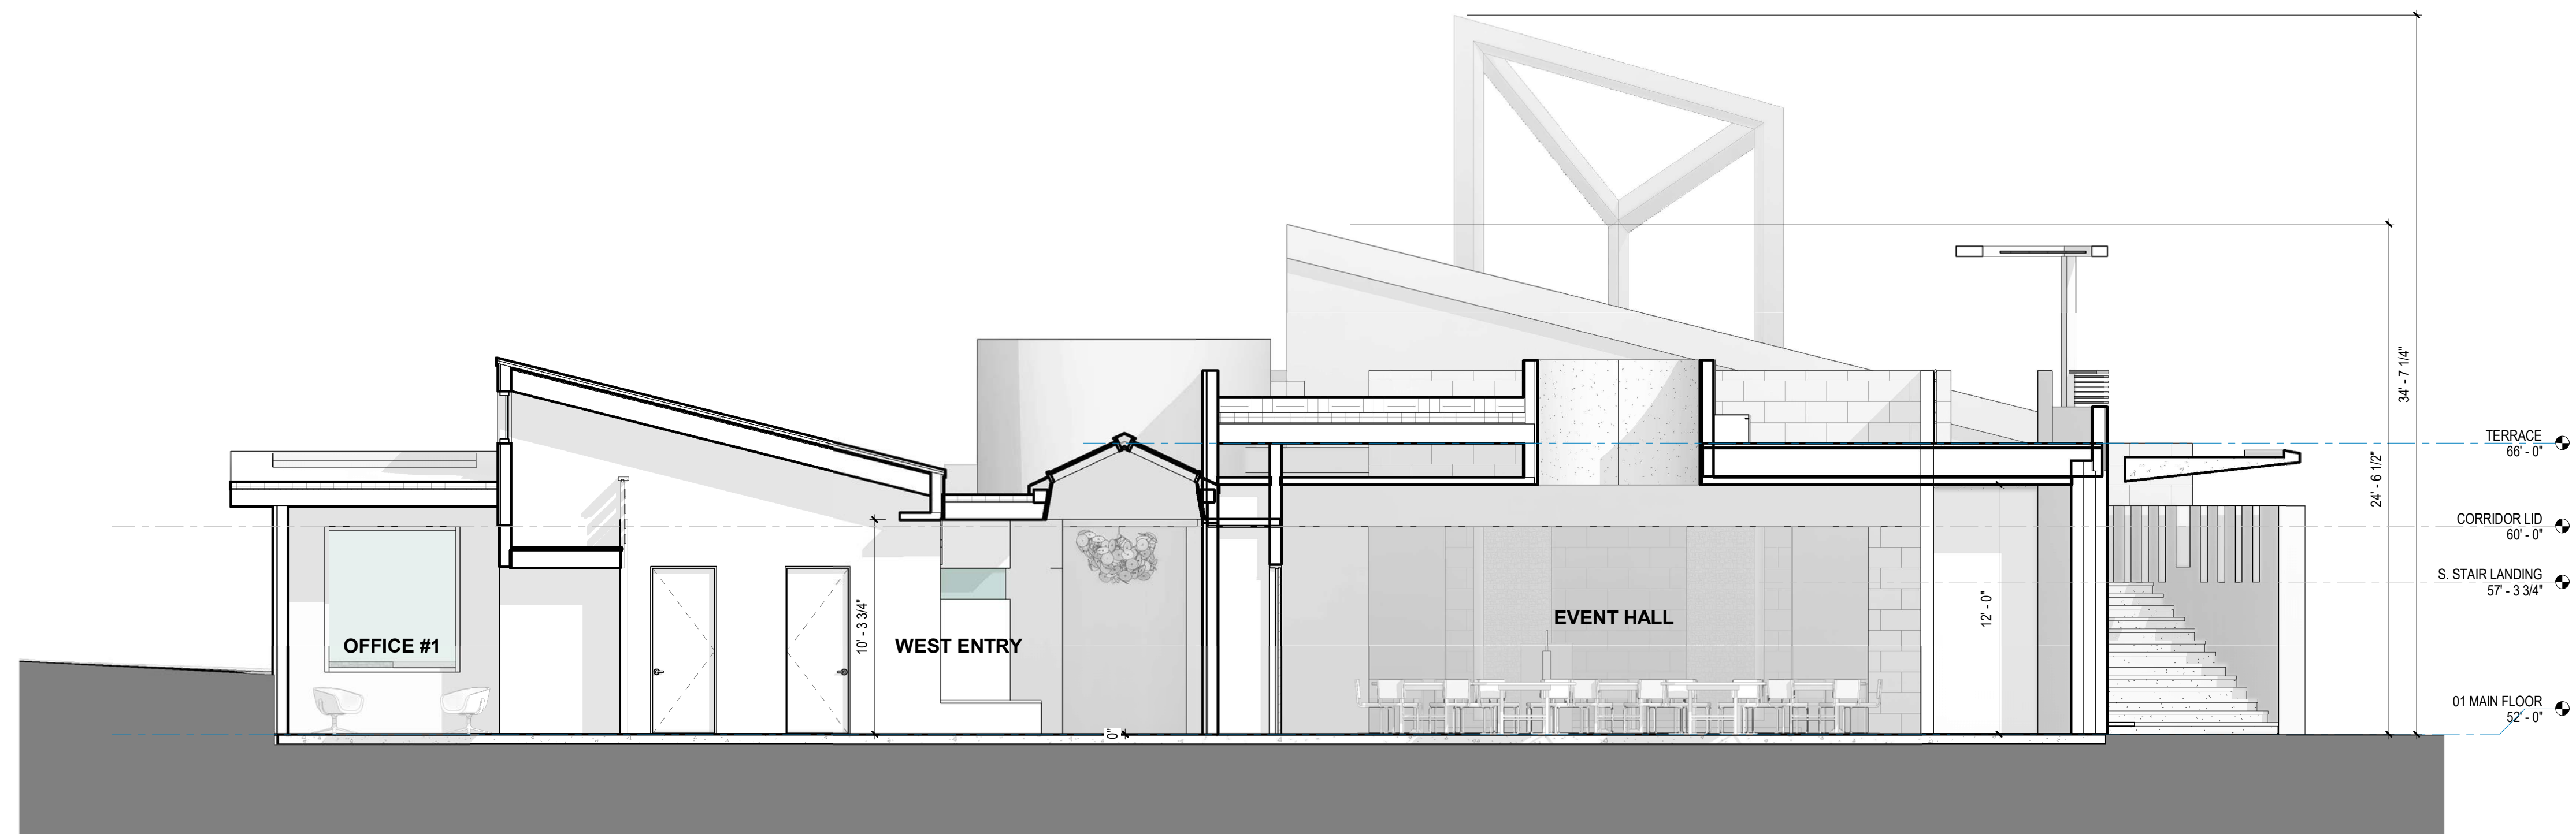 34' - 7 1/4"
24' - 6 1/2"
TERRACE
66' - 0"
CORRIDOR LID
60' - 0"
S. STAIR LANDING
57' - 3 3/4"
10' - 3 3/4"
12' - 0"
OFFICE #1
WEST ENTRY
EVENT HALL
01 MAIN FLOOR
52' - 0"
0"